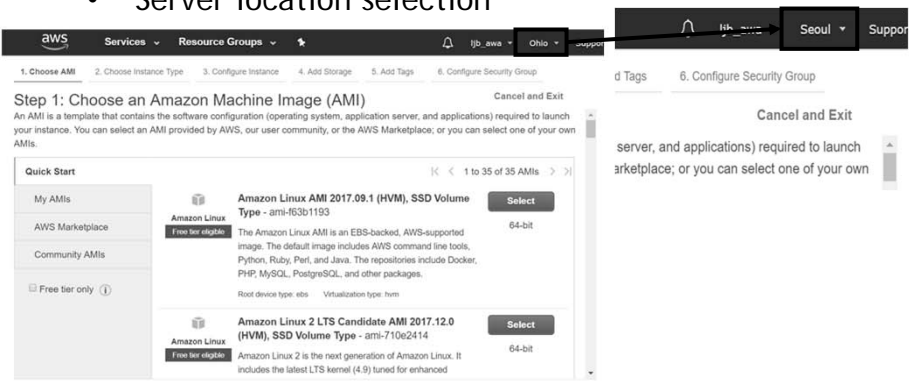 • Server location selection
aws Services Resource Groups ljb_awa Ohio Suppor
1. Choose AMI 2. Choose Instance Type 3. Configure Instance 4. Add Storage 5. Add Tags 6. Configure Security Group
Step 1: Choose an Amazon Machine Image (AMI) Cancel and Exit
An AMI is a template that contains the software configuration (operating system, application server, and applications) required to launch
your instance. You can select an AMI provided by AWS, our user community, or the AWS Marketplace; or you can select one of your own
AMIs.
Quick Start 1 to 35 of 35 AMIs
My AMIs
AWS Marketplace
Community AMIs
Free tier only
Amazon Linux
Free tier eligible
Amazon Linux AMI 2017.09.1 (HVM), SSD Volume
Type - ami-f63b1193
The Amazon Linux AMI is an EBS-backed, AWS-supported
image. The default image includes AWS command line tools,
Python, Ruby, Perl, and Java. The repositories include Docker,
PHP, MySQL, PostgreSQL, and other packages.
Root device type: ebs Virtualization type: hvm
Select
64-bit
Amazon Linux
Free tier eligible
Amazon Linux 2 LTS Candidate AMI 2017.12.0
(HVM), SSD Volume Type - ami-710e2414
Amazon Linux 2 is the next generation of Amazon Linux. It
includes the latest LTS kernel (4.9) tuned for enhanced
Select
64-bit
ljb_awa Seoul Suppor
d Tags 6. Configure Security Group
Cancel and Exit
server, and applications) required to launch
arketplace; or you can select one of your own